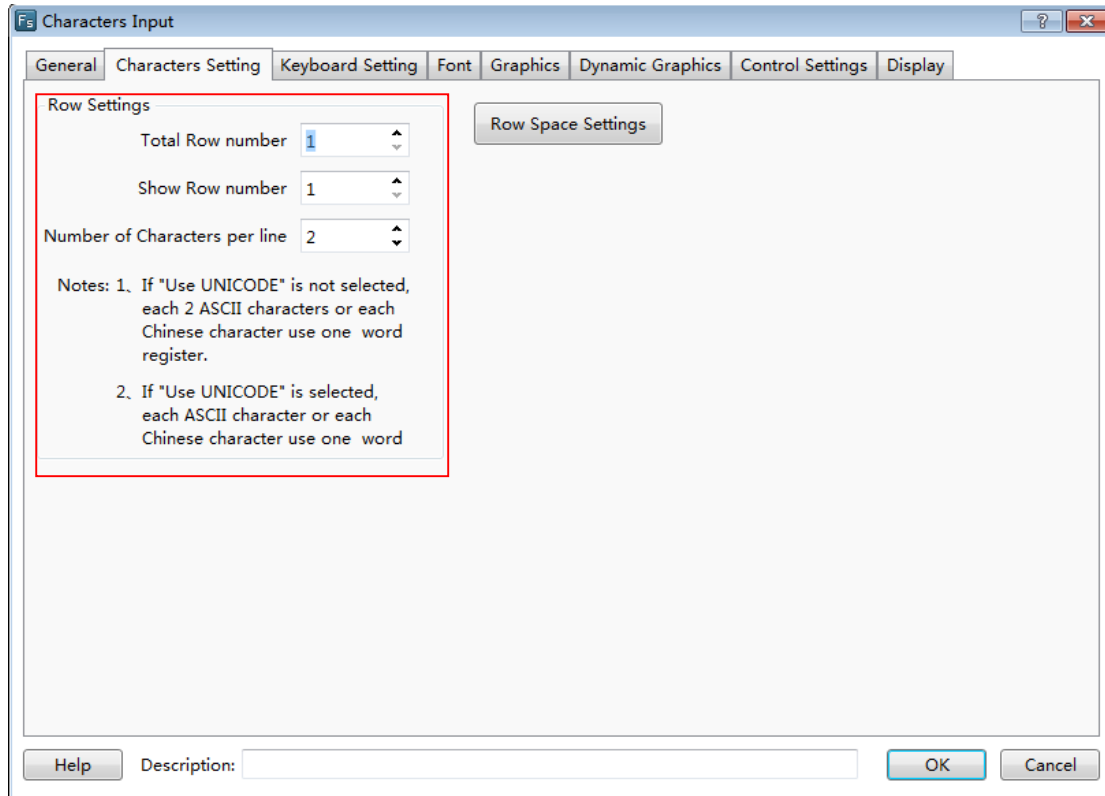 Fs Characters Input
General Characters Setting Keyboard Setting Font Graphics Dynamic Graphics Control Settings Display
Row Settings
Row Space Settings
Total Row number 1
Show Row number 1
Number of Characters per line 2
Notes: 1、If "Use UNICODE" is not selected,
each 2 ASCII characters or each
Chinese character use one word
register.
2、If "Use UNICODE" is selected,
each ASCII character or each
Chinese character use one word
Help Description: OK Cancel